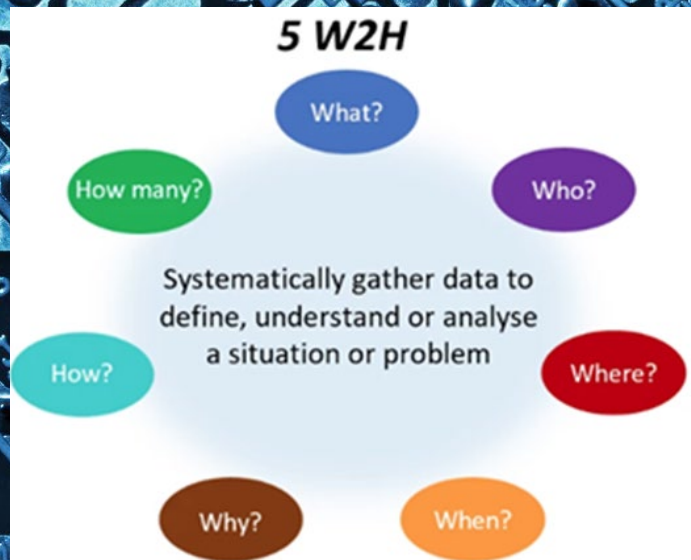 5 W2H
What?
Who?
Where?
When?
Why?
How?
How many?
Systematically gather data to
define, understand or analyse
a situation or problem